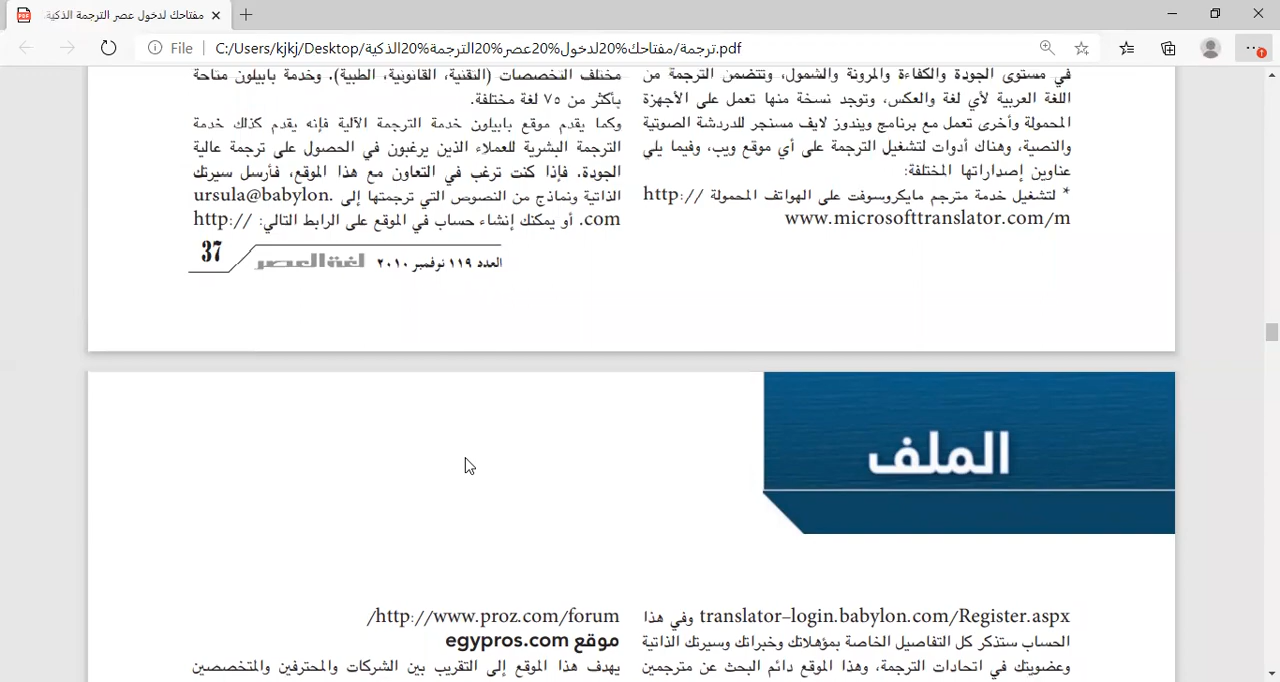 مفتاحك لدخول عصر الترجمة الذكية.
File
C:/Users/kjkj/Desktop/ترجمة/مفتاحك%20لدخول%20عصر%20الترجمة%20الذكية.pdf
في مستوى الجودة والكفاءة والمرونة والشمول، وتتضمن الترجمة من
اللغة العربية لأي لغة والعكس، وتوجد نسخة منها تعمل على الأجهزة
المحمولة وأخرى تعمل مع برنامج ويندوز لايف مسنجر للدردشة الصوتية
والنصية، وهناك أدوات لتشغيل الترجمة على أي موقع ويب، وفيما يلي
عناوين إصداراتها المختلفة:
* لتشغيل خدمة مترجم مايكروسوفت على الهواتف المحمولة http://
www.microsofttranslator.com/m
مختلف التخصصات (التقنية، القانونية، الطبية). وخدمة بابيلون متاحة
بأكثر من ٧٥ لغة مختلفة.
وكما يقدم موقع بابيلون خدمة الترجمة الآلية فإنه يقدم كذلك خدمة
الترجمة البشرية للعملاء الذين يرغبون في الحصول على ترجمة عالية
الجودة. فإذا كنت ترغب في التعاون مع هذا الموقع، فأرسل سيرتك
الذاتية ونماذج من النصوص التي ترجمتها إلى ursula@babylon.
com. أو يمكنك إنشاء حساب في الموقع على الرابط التالي: http://
العدد ١١٩ نوفمبر ٢٠١٠ لغة العصر 37
الملف
translator-login.babylon.com/Register.aspx وفي هذا
الحساب ستذكر كل التفاصيل الخاصة بمؤهلاتك وخبراتك وسيرتك الذاتية
وعضويتك في اتحادات الترجمة، وهذا الموقع دائم البحث عن مترجمين
http://www.proz.com/forum/
موقع egypros.com
يهدف هذا الموقع إلى التقريب بين الشركات والمحترفين والمتخصصين